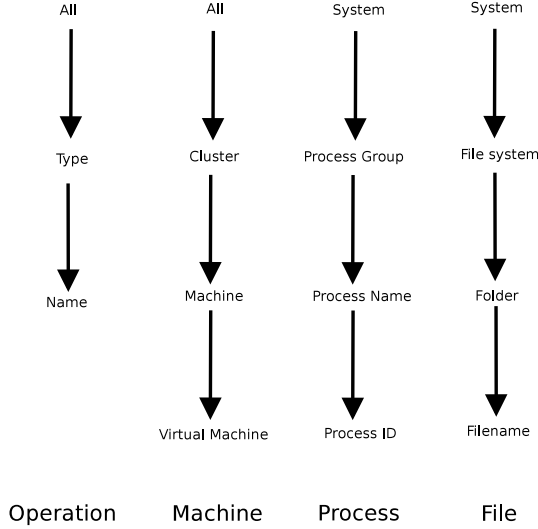 All
All
System
System
Type
Cluster
Process Group
File system
Name
Machine
Process Name
Folder
Virtual Machine
Process ID
Filename
Operation
Machine
Process
File